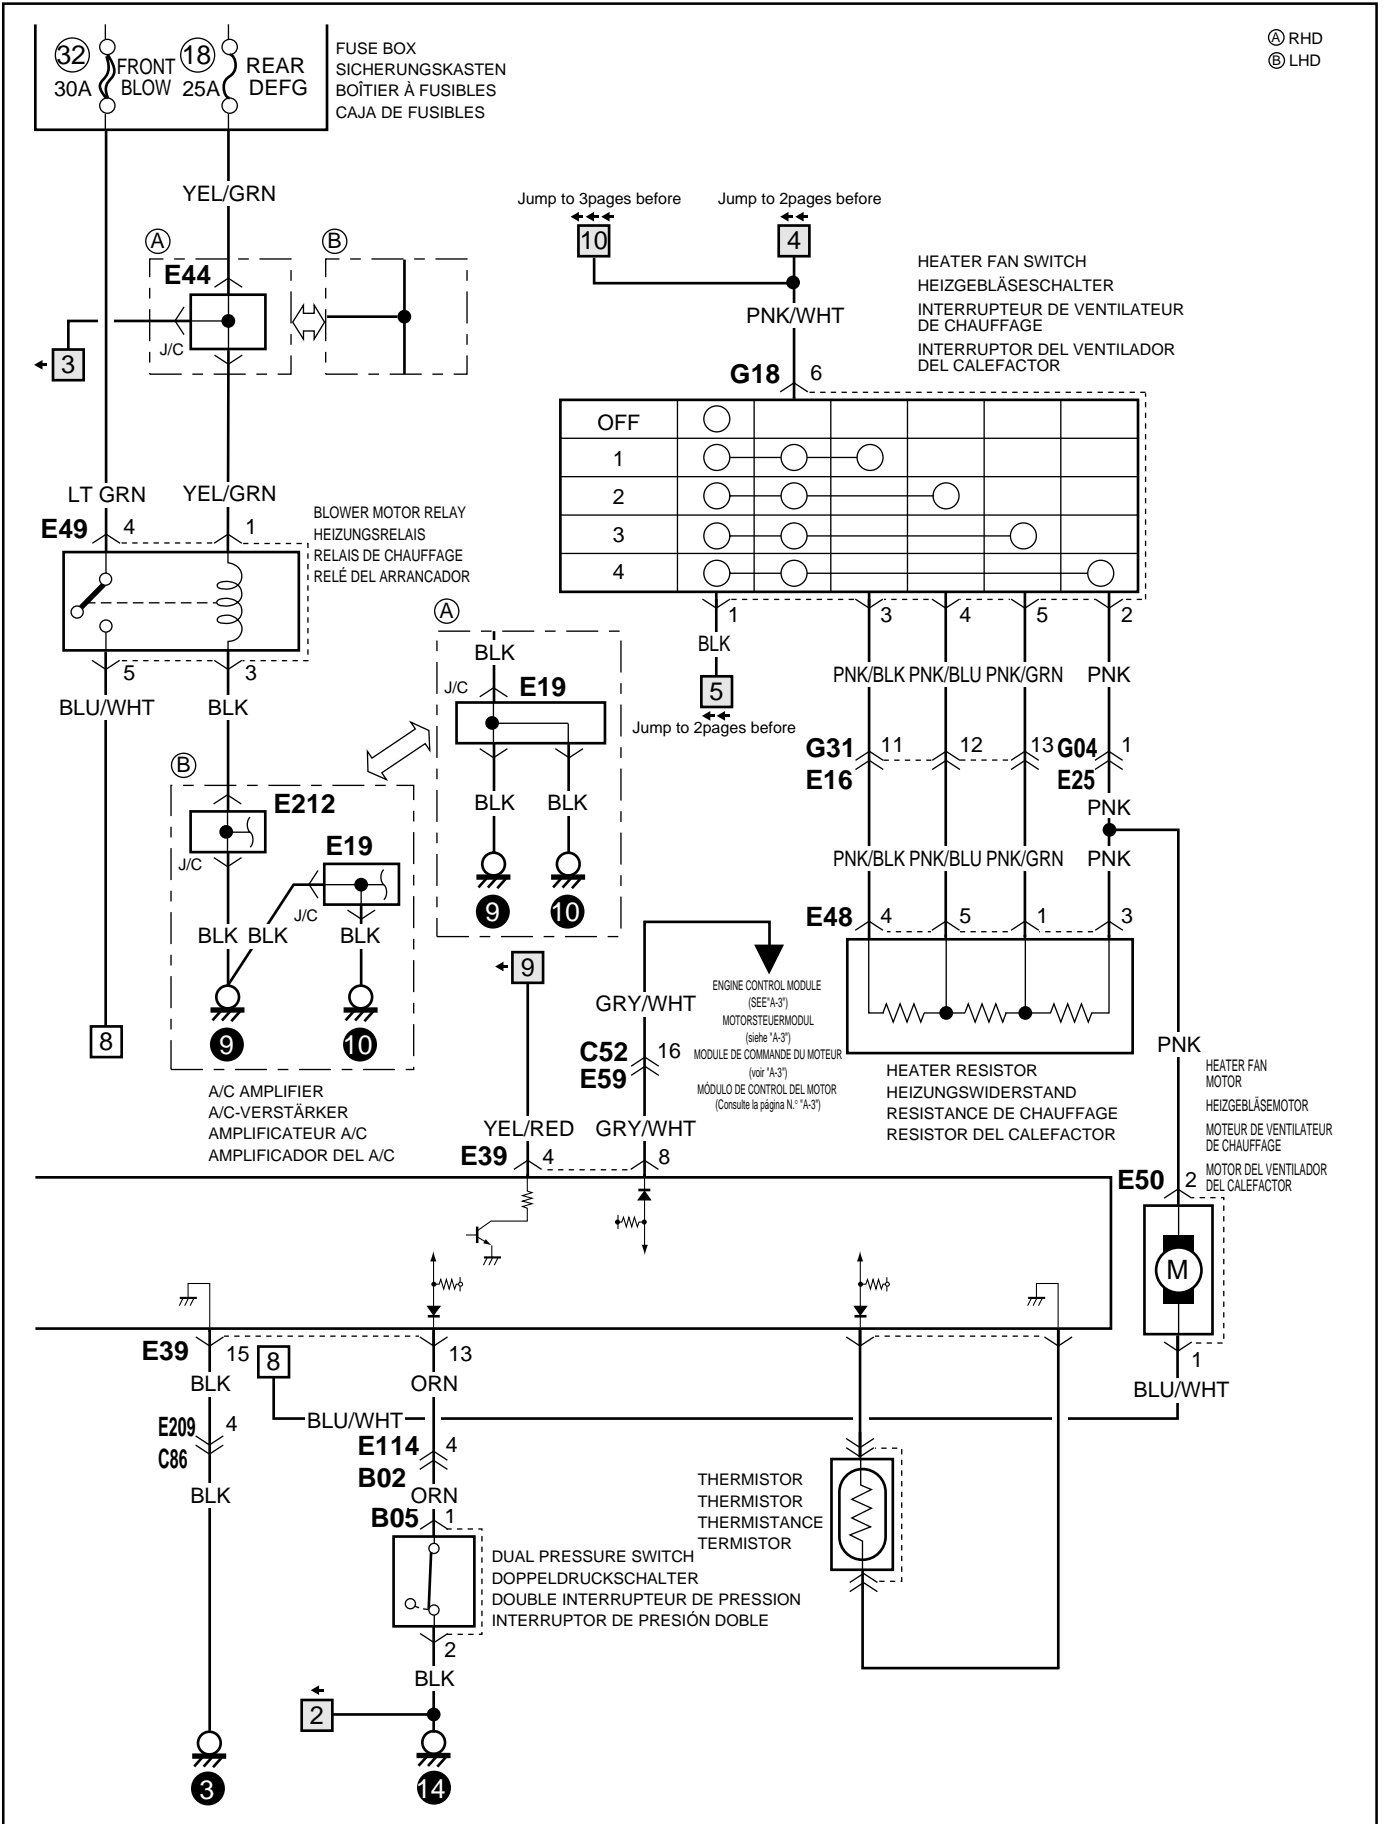 32
30A
FRONT
BLOW
18
25A
REAR
DEFG
FUSE BOX
SICHERUNGSKASTEN
BOÎTIER À FUSIBLES
CAJA DE FUSIBLES
Ⓐ RHD
Ⓑ LHD
YEL/GRN
A
B
E44
J/C
3
Jump to 3pages before
Jump to 2pages before
10
4
PNK/WHT
G18 6
HEATER FAN SWITCH
HEIZGEBLÄSESCHALTER
INTERRUPTEUR DE VENTILATEUR
DE CHAUFFAGE
INTERRUPTOR DEL VENTILADOR
DEL CALEFACTOR
OFF
1
2
3
4
1 3 4 5 2
BLK
5
Jump to 2pages before
PNK/BLK PNK/BLU PNK/GRN PNK
G31 11 12 13 G04 1
E16 E25
PNK
PNK/BLK PNK/BLU PNK/GRN PNK
E48 4 5 1 3
LT GRN YEL/GRN
E49 4 1
BLOWER MOTOR RELAY
HEIZUNGSRELAIS
RELAIS DE CHAUFFAGE
RELÉ DEL ARRANCADOR
5 3
BLU/WHT BLK
A
BLK
J/C E19
BLK BLK
9 10
B
E212
J/C
E19
J/C
BLK BLK BLK
9 10
8
9
GRY/WHT
C52 16
E59
ENGINE CONTROL MODULE
(SEE"A-3")
MOTORSTEUERMODUL
(siehe "A-3")
MODULE DE COMMANDE DU MOTEUR
(voir "A-3")
MÓDULO DE CONTROL DEL MOTOR
(Consulte la página N.° "A-3")
HEATER RESISTOR
HEIZUNGSWIDERSTAND
RESISTANCE DE CHAUFFAGE
RESISTOR DEL CALEFACTOR
PNK
HEATER FAN
MOTOR
HEIZGEBLÄSEMOTOR
MOTEUR DE VENTILATEUR
DE CHAUFFAGE
MOTOR DEL VENTILADOR
DEL CALEFACTOR
A/C AMPLIFIER
A/C-VERSTÄRKER
AMPLIFICATEUR A/C
AMPLIFICADOR DEL A/C
YEL/RED GRY/WHT
E39 4 8
E50 2
M
1
BLU/WHT
E39 15
8
13
BLK
ORN
BLU/WHT
E209 4
C86
E114 4
B02
BLK
ORN
B05 1
THERMISTOR
THERMISTOR
THERMISTANCE
TERMISTOR
DUAL PRESSURE SWITCH
DOPPELDRUCKSCHALTER
DOUBLE INTERRUPTEUR DE PRESSION
INTERRUPTOR DE PRESIÓN DOBLE
2
BLK
2
3
14